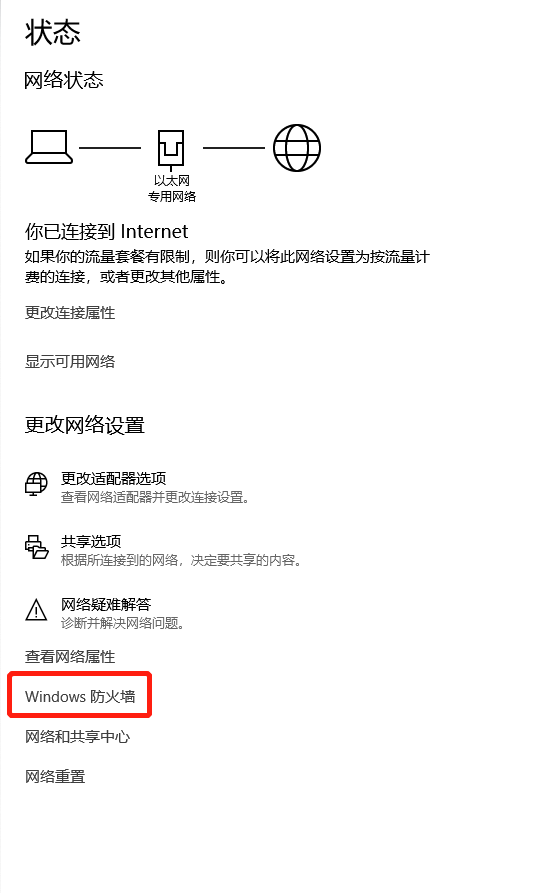 状态
网络状态
以太网
专用网络
你已连接到 Internet
如果你的流量套餐有限制，则你可以将此网络设置为按流量计
费的连接，或者更改其他属性。
更改连接属性
显示可用网络
更改网络设置
更改适配器选项
查看网络适配器并更改连接设置。
共享选项
根据所连接到的网络，决定要共享的内容。
网络疑难解答
诊断并解决网络问题。
查看网络属性
Windows 防火墙
网络和共享中心
网络重置